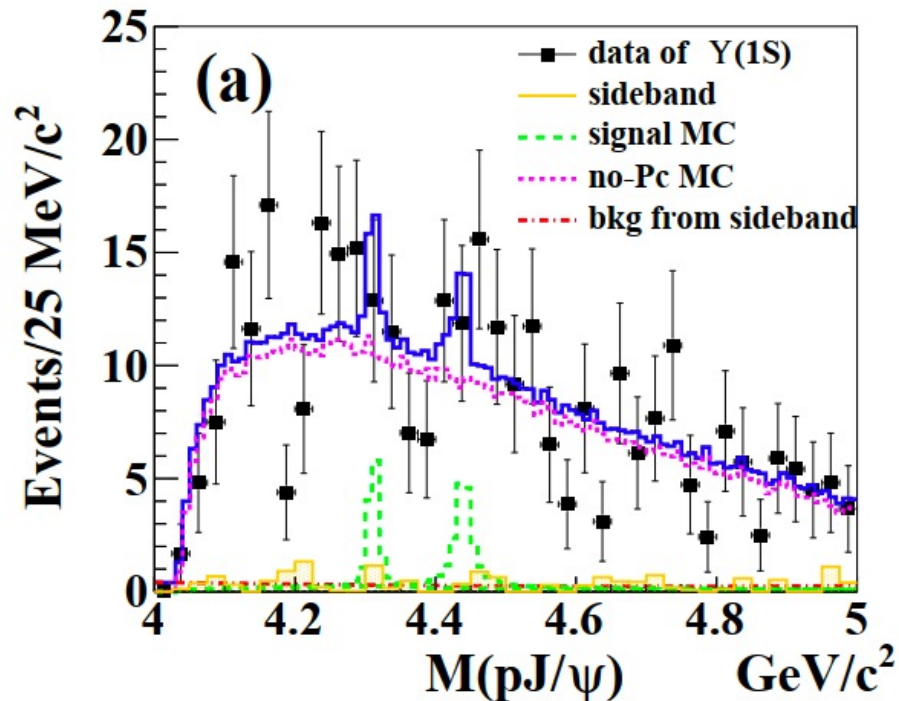 25
20
15
10
5
0
Events/25 MeV/c²
(a)
data of ϒ(1S)
sideband
signal MC
no-Pc MC
bkg from sideband
4 4.2 4.4 4.6 4.8 5
M(pJ/ψ) GeV/c²